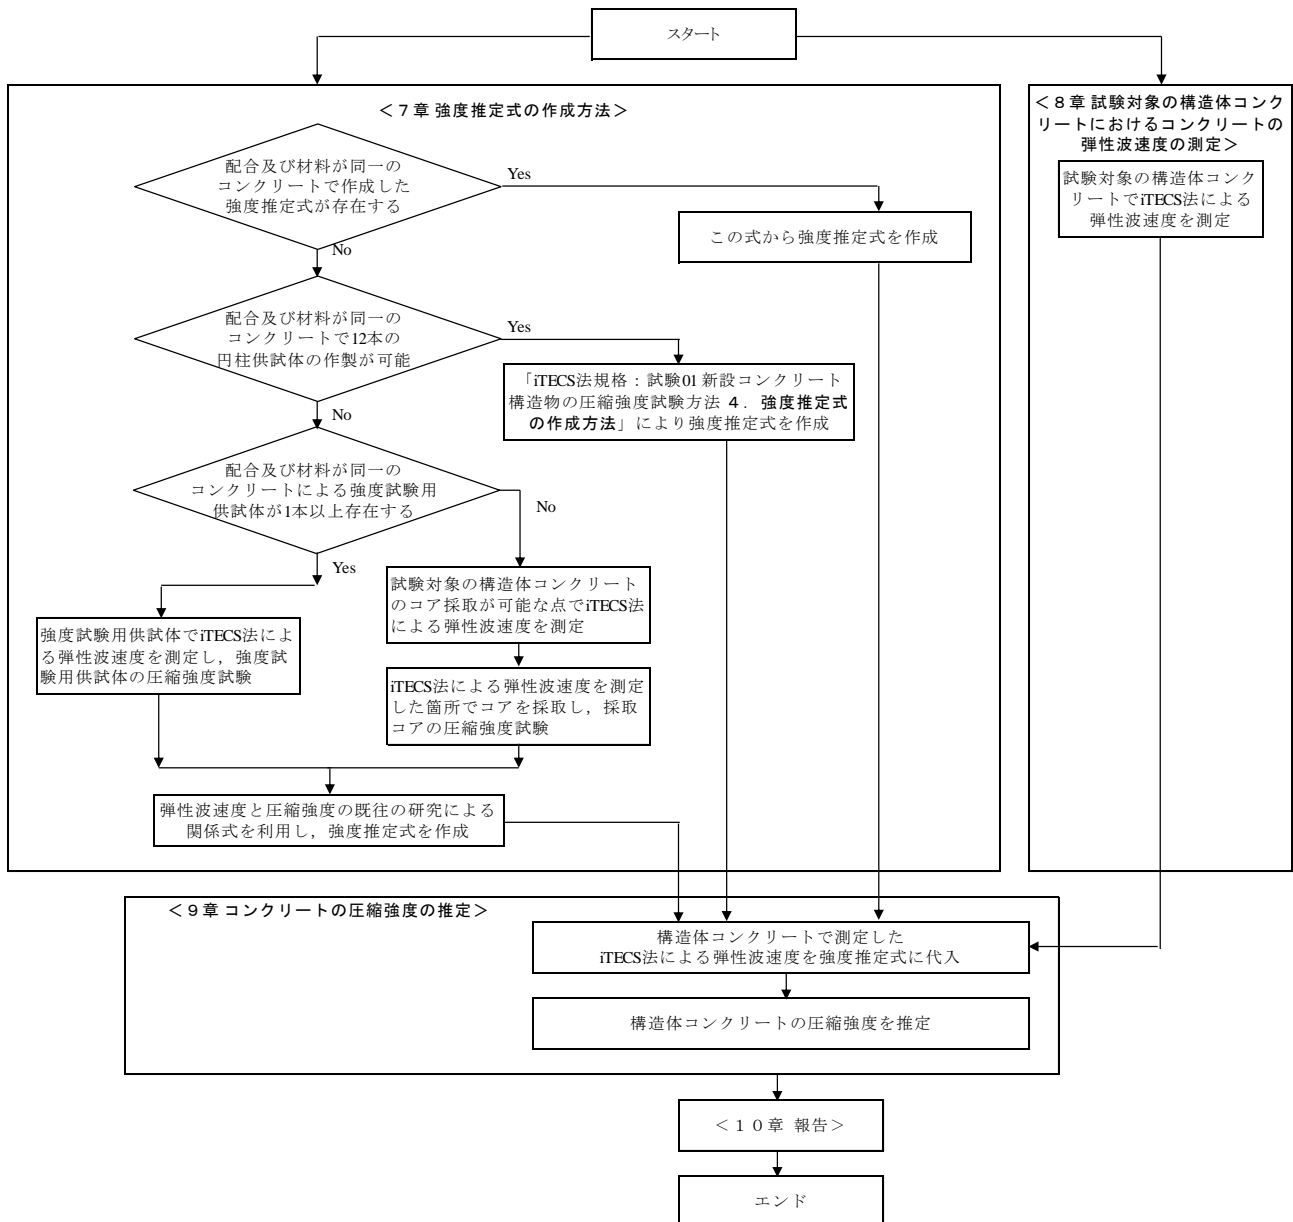 スタート
＜７章 強度推定式の作成方法＞
配合及び材料が同一の
コンクリートで作成した
強度推定式が存在する
Yes
この式から強度推定式を作成
No
配合及び材料が同一の
コンクリートで12本の
円柱供試体の作製が可能
Yes
「iTECS法規格：試験01 新設コンクリート
構造物の圧縮強度試験方法 ４．強度推定式
の作成方法」により強度推定式を作成
No
配合及び材料が同一の
コンクリートによる強度試験用
供試体が1本以上存在する
No
Yes
試験対象の構造体コンクリート
のコア採取が可能な点でiTECS法
による弾性波速度を測定
強度試験用供試体でiTECS法によ
る弾性波速度を測定し，強度試
験用供試体の圧縮強度試験
iTECS法による弾性波速度を測定
した箇所でコアを採取し，採取
コアの圧縮強度試験
弾性波速度と圧縮強度の既往の研究による
関係式を利用し，強度推定式を作成
＜８章 試験対象の構造体コンク
リートにおけるコンクリートの
弾性波速度の測定＞
試験対象の構造体コンク
リートでiTECS法による
弾性波速度を測定
＜９章 コンクリートの圧縮強度の推定＞
構造体コンクリートで測定した
iTECS法による弾性波速度を強度推定式に代入
構造体コンクリートの圧縮強度を推定
＜１０章 報告＞
エンド